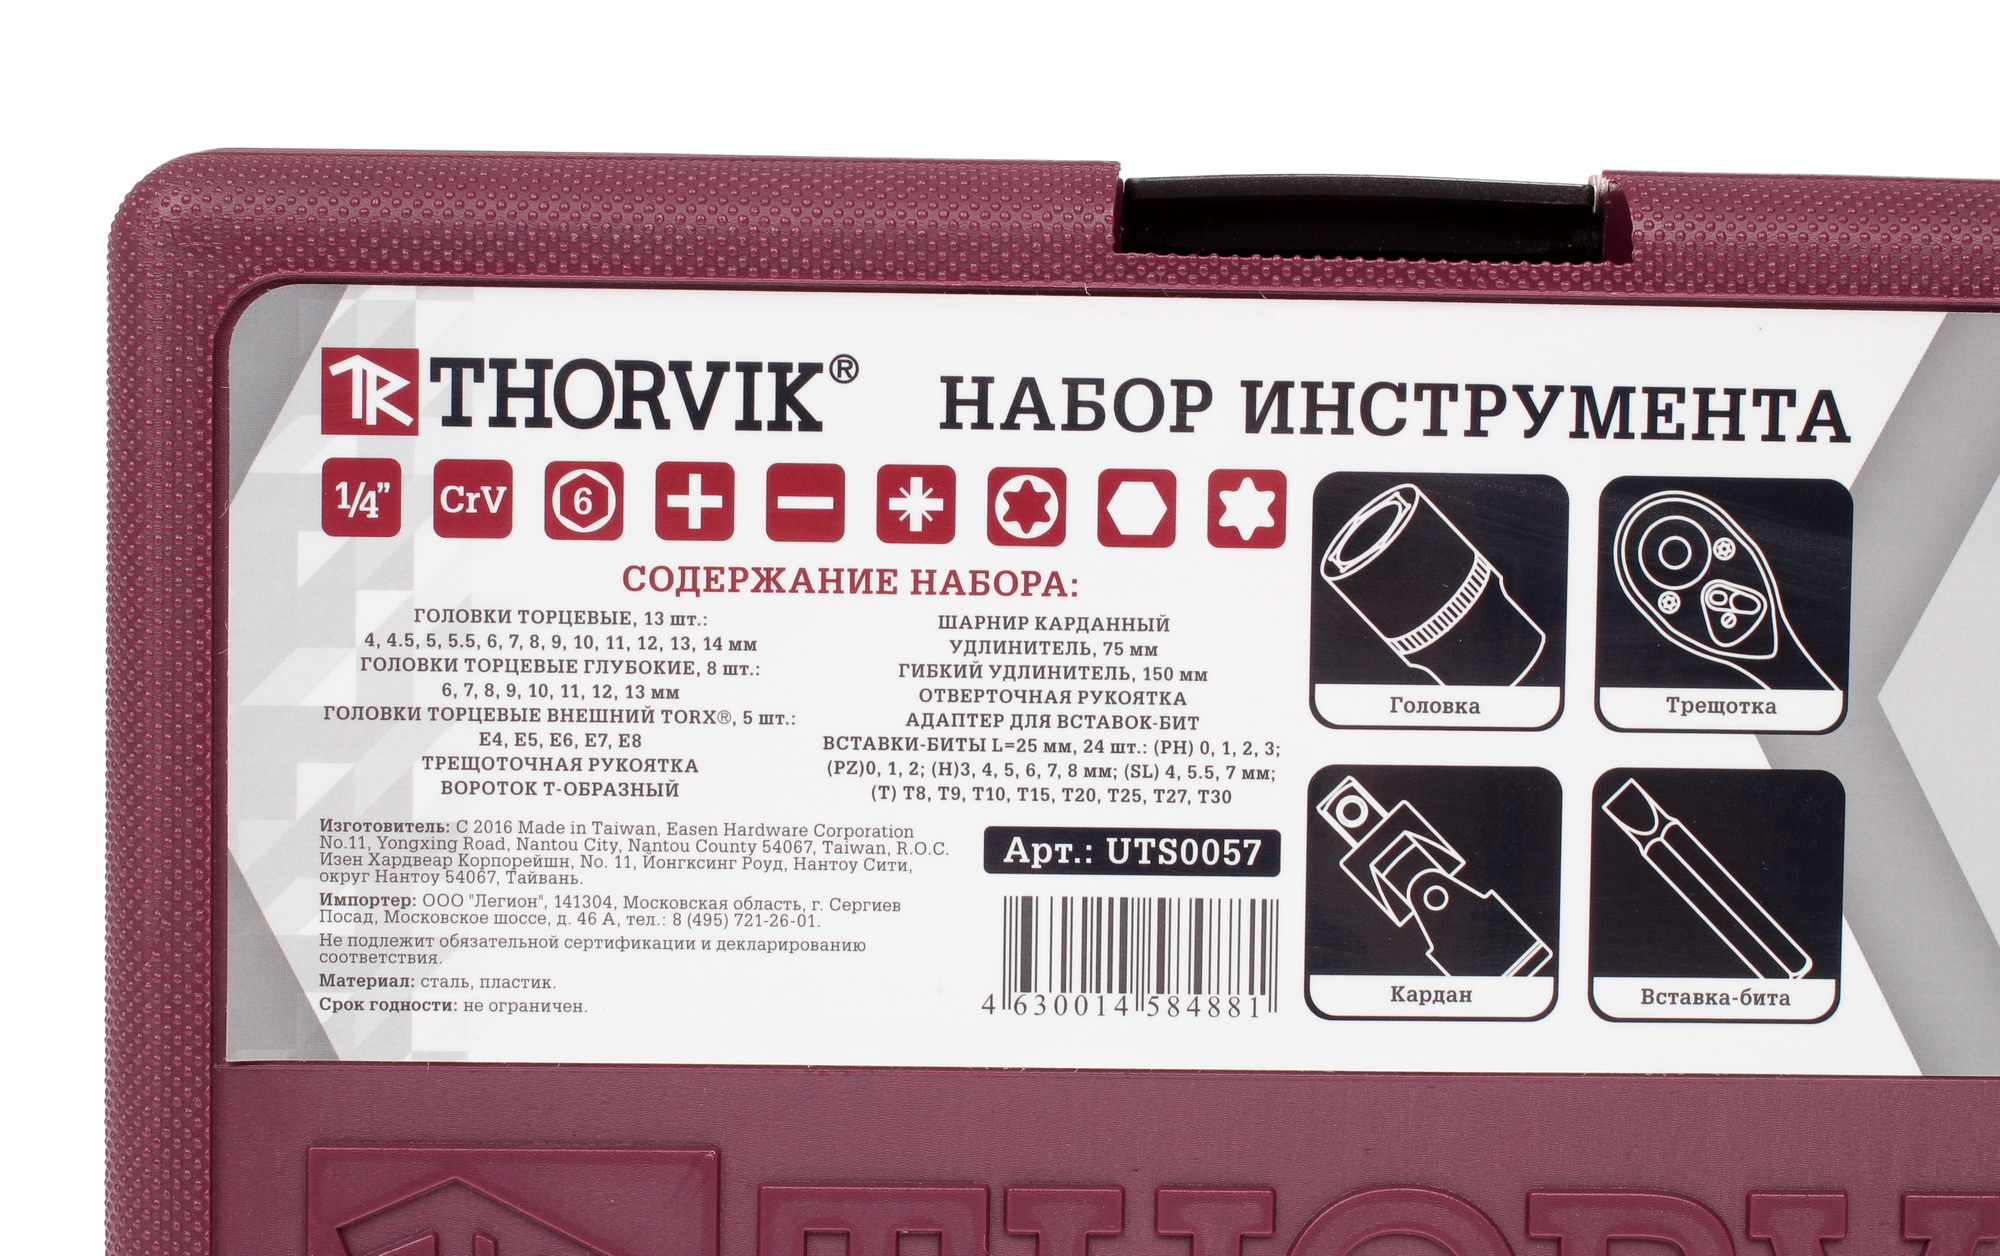 THORVIK®
НАБОР ИНСТРУМЕНТА
1/4” CrV 6
СОДЕРЖАНИЕ НАБОРА:
ГОЛОВКИ ТОРЦЕВЫЕ, 13 шт.:
4, 4.5, 5, 5.5, 6, 7, 8, 9, 10, 11, 12, 13, 14 мм
ГОЛОВКИ ТОРЦЕВЫЕ ГЛУБОКИЕ, 8 шт.:
6, 7, 8, 9, 10, 11, 12, 13 мм
ГОЛОВКИ ТОРЦЕВЫЕ ВНЕШНИЙ TORX®, 5 шт.:
E4, E5, E6, E7, E8
ТРЕЩОТОЧНАЯ РУКОЯТКА
ВОРОТОК Т-ОБРАЗНЫЙ
ШАРНИР КАРДАННЫЙ
УДЛИНИТЕЛЬ, 75 мм
ГИБКИЙ УДЛИНИТЕЛЬ, 150 мм
ОТВЕРТОЧНАЯ РУКОЯТКА
АДАПТЕР ДЛЯ ВСТАВОК-БИТ
ВСТАВКИ-БИТЫ L=25 мм, 24 шт.: (PH) 0, 1, 2, 3;
(PZ)0, 1, 2; (H)3, 4, 5, 6, 7, 8 мм; (SL) 4, 5.5, 7 мм;
(T) T8, T9, T10, T15, T20, T25, T27, T30
Изготовитель: C 2016 Made in Taiwan, Easen Hardware Corporation
No.11, Yongxing Road, Nantou City, Nantou County 54067, Taiwan, R.O.C.
Изен Хардвеар Корпорейшн, No. 11, Йонгксинг Роуд, Нантоу Сити,
округ Нантоу 54067, Тайвань.
Импортер: ООО "Легион", 141304, Московская область, г. Сергиев
Посад, Московское шоссе, д. 46 А, тел.: 8 (495) 721-26-01.
Не подлежит обязательной сертификации и декларированию
соответствия.
Материал: сталь, пластик.
Срок годности: не ограничен.
Арт.: UTS0057
4 630014 584881
Головка
Трещотка
Кардан
Вставка-бита